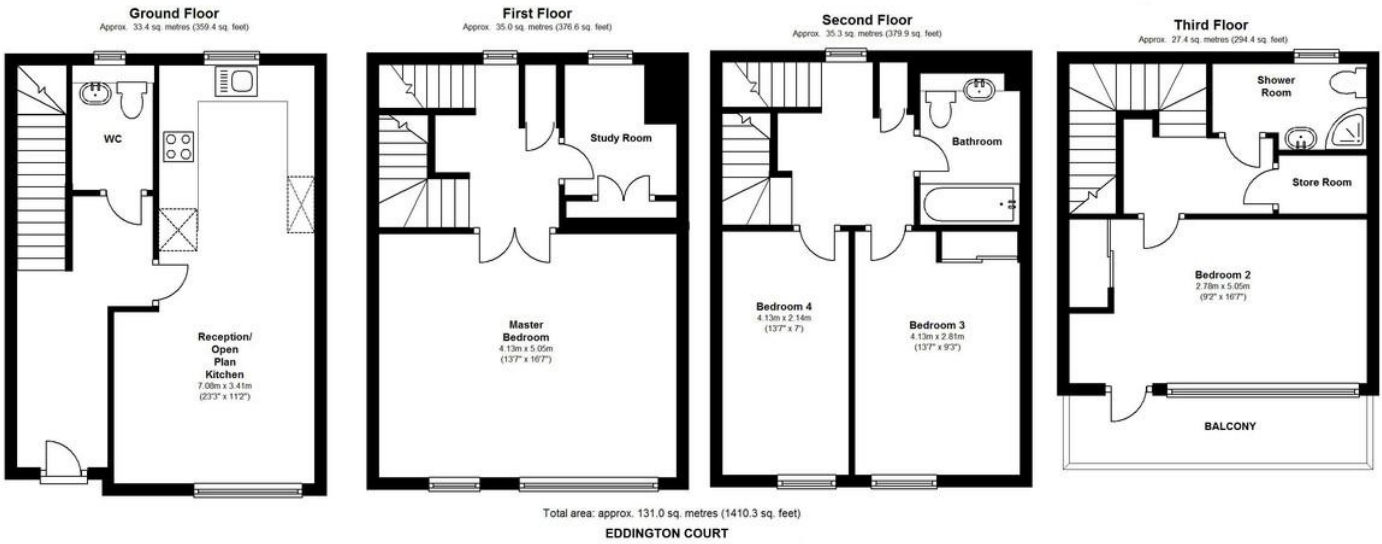 Ground Floor
Approx. 33.4 sq. metres (359.4 sq. feet)
WC
Reception/
Open
Plan
Kitchen
7.08m x 3.41m
(23'3" x 11'2")
First Floor
Approx. 35.0 sq. metres (376.6 sq. feet)
Study Room
Master
Bedroom
4.13m x 5.05m
(13'7" x 16'7")
Second Floor
Approx. 35.3 sq. metres (379.9 sq. feet)
Bathroom
Bedroom 4
4.13m x 2.14m
(13'7" x 7')
Bedroom 3
4.13m x 2.81m
(13'7" x 9'3")
Third Floor
Approx. 27.4 sq. metres (294.4 sq. feet)
Shower
Room
Store Room
Bedroom 2
2.78m x 5.05m
(9'2" x 16'7")
BALCONY
Total area: approx. 131.0 sq. metres (1410.3 sq. feet)
EDDINGTON COURT